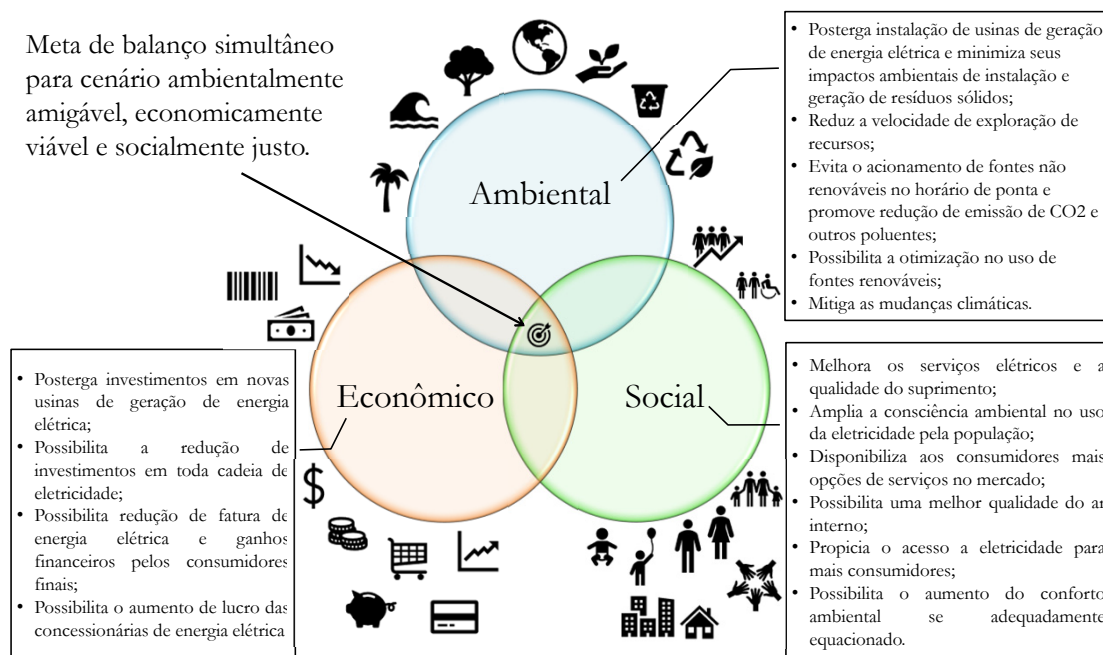 Meta de balanço simultâneo
para cenário ambientalmente
amigável, economicamente
viável e socialmente justo.
Ambiental
Econômico
Social
• Posterga instalação de usinas de geração
de energia elétrica e minimiza seus
impactos ambientais de instalação e
geração de resíduos sólidos;
• Reduz a velocidade de exploração de
recursos;
• Evita o acionamento de fontes não
renováveis no horário de ponta e
promove redução de emissão de CO2 e
outros poluentes;
• Possibilita a otimização no uso de
fontes renováveis;
• Mitiga as mudanças climáticas.
• Posterga investimentos em novas
usinas de geração de energia
elétrica;
• Possibilita a redução de
investimentos em toda cadeia de
eletricidade;
• Possibilita redução de fatura de
energia elétrica e ganhos
financeiros pelos consumidores
finais;
• Possibilita o aumento de lucro das
concessionárias de energia elétrica
• Melhora os serviços elétricos e a
qualidade do suprimento;
• Amplia a consciência ambiental no uso
da eletricidade pela população;
• Disponibiliza aos consumidores mais
opções de serviços no mercado;
• Possibilita uma melhor qualidade do ar
interno;
• Propicia o acesso a eletricidade para
mais consumidores;
• Possibilita o aumento do conforto
ambiental se adequadamente
equacionado.
$